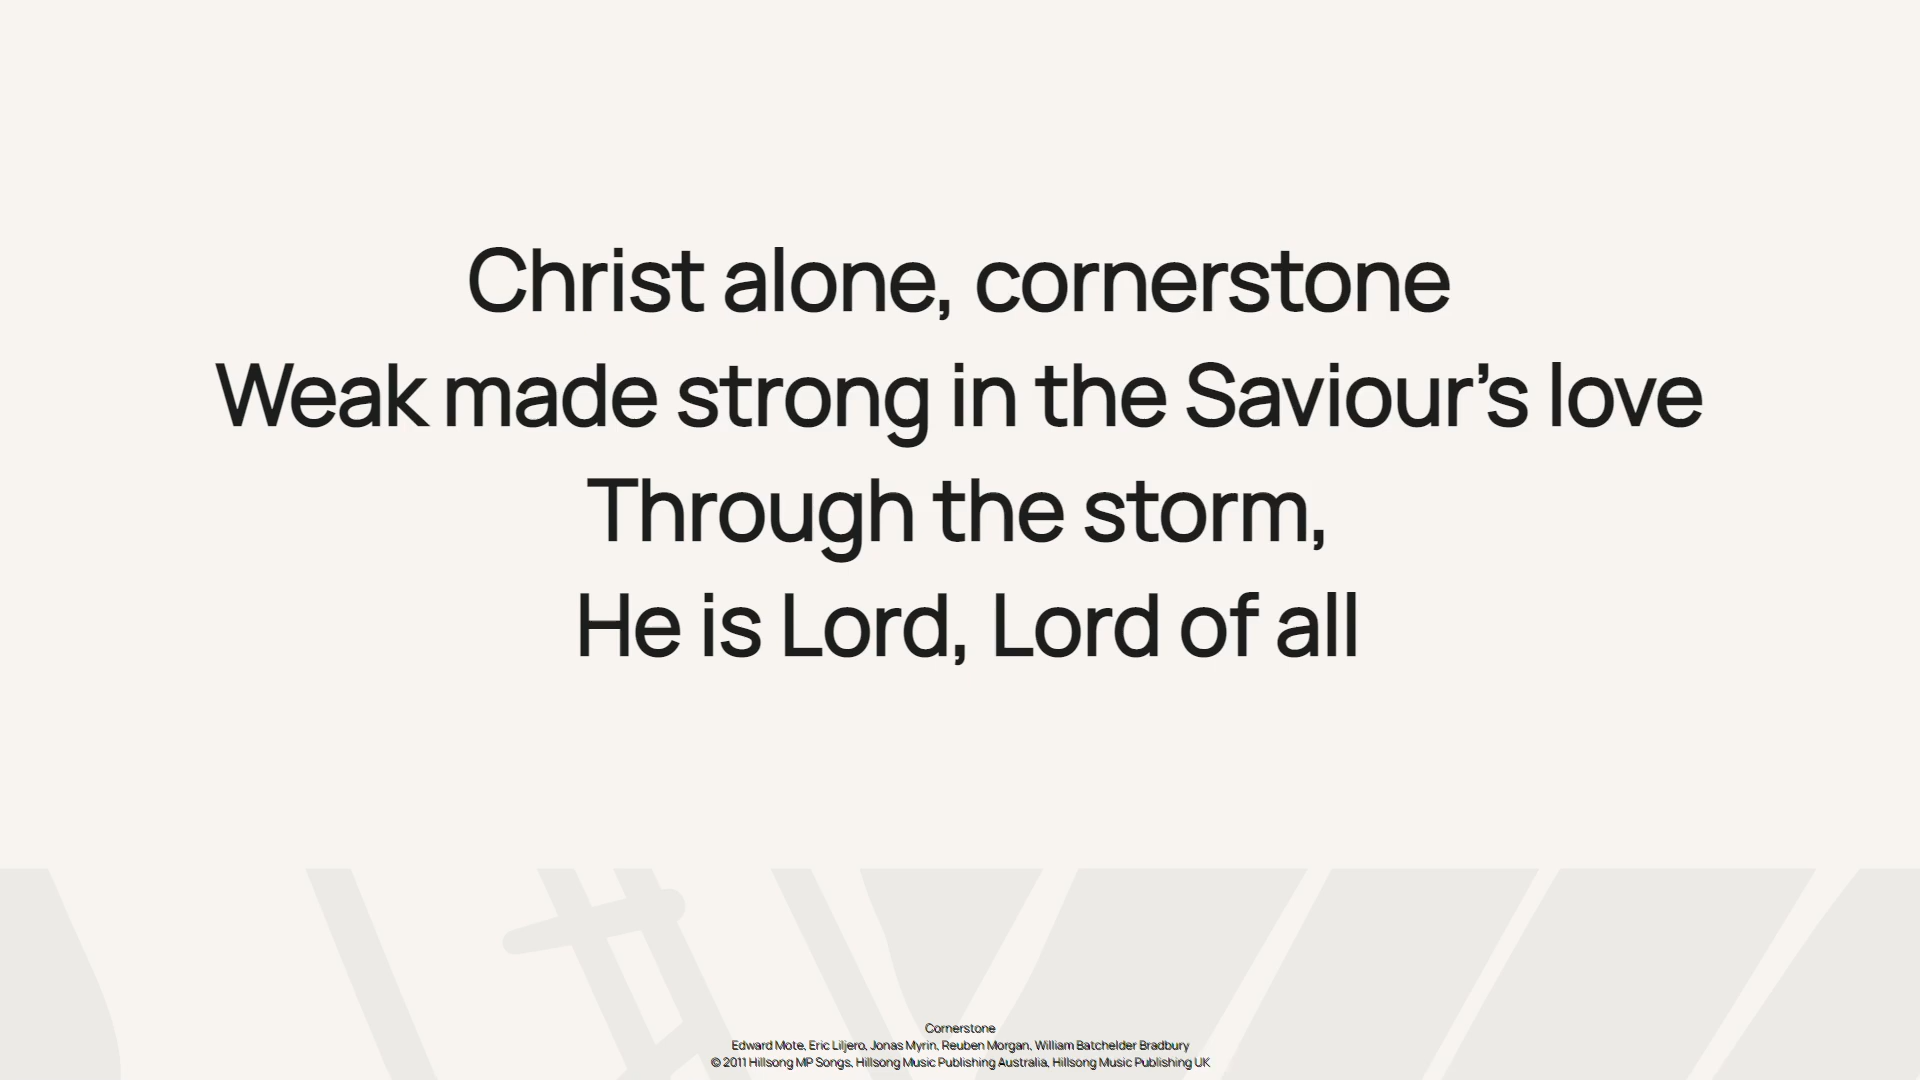 Christ alone, cornerstone
Weak made strong in the Saviour’s love
Through the storm,
He is Lord, Lord of all
Cornerstone
Edward Mote, Eric Liljero, Jonas Myrin, Reuben Morgan, William Batchelder Bradbury
© 2011 Hillsong MP Songs, Hillsong Music Publishing Australia, Hillsong Music Publishing UK